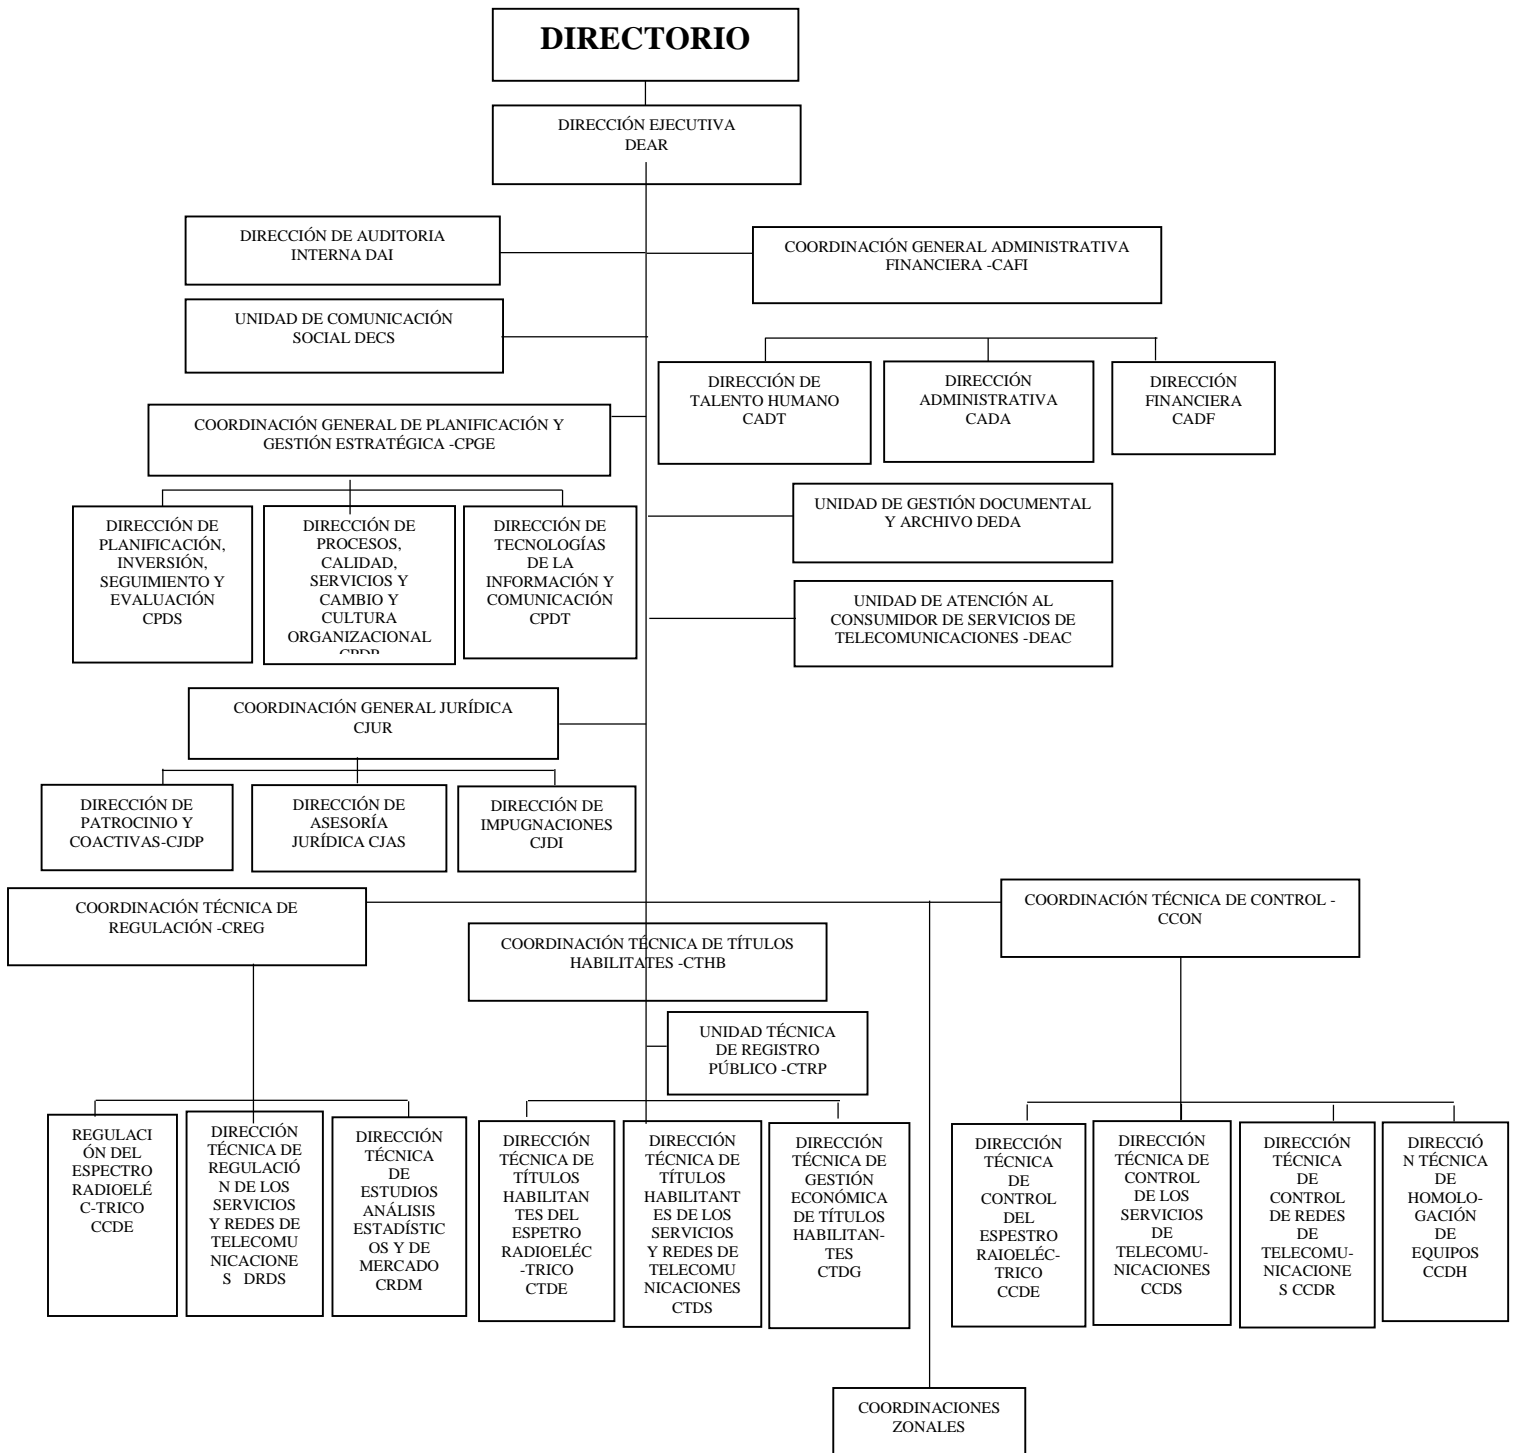 DIRECTORIO
DIRECCIÓN EJECUTIVA
DEAR
DIRECCIÓN DE AUDITORIA
INTERNA DAI
COORDINACIÓN GENERAL ADMINISTRATIVA
FINANCIERA -CAFI
UNIDAD DE COMUNICACIÓN
SOCIAL DECS
DIRECCIÓN DE
TALENTO HUMANO
CADT
DIRECCIÓN
ADMINISTRATIVA
CADA
DIRECCIÓN
FINANCIERA
CADF
COORDINACIÓN GENERAL DE PLANIFICACIÓN Y
GESTIÓN ESTRATÉGICA -CPGE
DIRECCIÓN DE
PLANIFICACIÓN,
INVERSIÓN,
SEGUIMIENTO Y
EVALUACIÓN
CPDS
DIRECCIÓN DE
PROCESOS,
CALIDAD,
SERVICIOS Y
CAMBIO Y
CULTURA
ORGANIZACIONAL
DIRECCIÓN DE
TECNOLOGÍAS
DE LA
INFORMACIÓN Y
COMUNICACIÓN
CPDT
UNIDAD DE GESTIÓN DOCUMENTAL
Y ARCHIVO DEDA
UNIDAD DE ATENCIÓN AL
CONSUMIDOR DE SERVICIOS DE
TELECOMUNICACIONES -DEAC
COORDINACIÓN GENERAL JURÍDICA
CJUR
DIRECCIÓN DE
PATROCINIO Y
COACTIVAS-CJDP
DIRECCIÓN DE
ASESORÍA
JURÍDICA CJAS
DIRECCIÓN DE
IMPUGNACIONES
CJDI
COORDINACIÓN TÉCNICA DE
REGULACIÓN -CREG
COORDINACIÓN TÉCNICA DE TÍTULOS
HABILITATES -CTHB
COORDINACIÓN TÉCNICA DE CONTROL -
CCON
UNIDAD TÉCNICA
DE REGISTRO
PÚBLICO -CTRP
REGULACI
ÓN DEL
ESPECTRO
RADIOELÉ
C-TRICO
CCDE
DIRECCIÓN
TÉCNICA DE
REGULACIÓ
N DE LOS
SERVICIOS
Y REDES DE
TELECOMU
NICACIONE
S DRDS
DIRECCIÓN
TÉCNICA
DE
ESTUDIOS
ANÁLISIS
ESTADÍSTIC
OS Y DE
MERCADO
CRDM
DIRECCIÓN
TÉCNICA DE
TÍTULOS
HABILITAN
TES DEL
ESPETRO
RADIOELÉC
-TRICO
CTDE
DIRECCIÓN
TÉCNICA DE
TÍTULOS
HABILITANT
ES DE LOS
SERVICIOS
Y REDES DE
TELECOMU
NICACIONES
CTDS
DIRECCIÓN
TÉCNICA DE
GESTIÓN
ECONÓMICA
DE TÍTULOS
HABILITAN-
TES
CTDG
DIRECCIÓN
TÉCNICA
DE
CONTROL
DEL
ESPESTRO
RAIOELÉC-
TRICO
CCDE
DIRECCIÓN
TÉCNICA DE
CONTROL
DE LOS
SERVICIOS
DE
TELECOMU-
NICACIONES
CCDS
DIRECCIÓN
TÉCNICA
DE
CONTROL
DE REDES
DE
TELECOMU-
NICACIONE
S CCDR
DIRECCIÓ
N TÉCNICA
DE
HOMOLO-
GACIÓN
DE
EQUIPOS
CCDH
COORDINACIONES
ZONALES